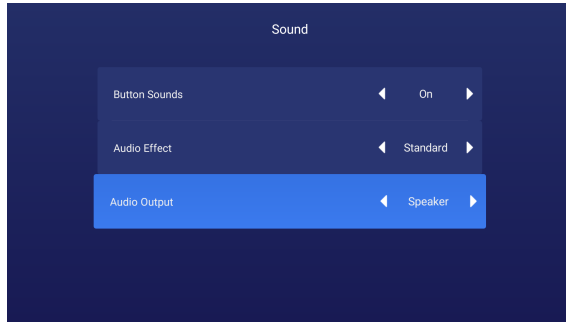 Sound
Button Sounds On
Audio Effect Standard
Audio Output Speaker